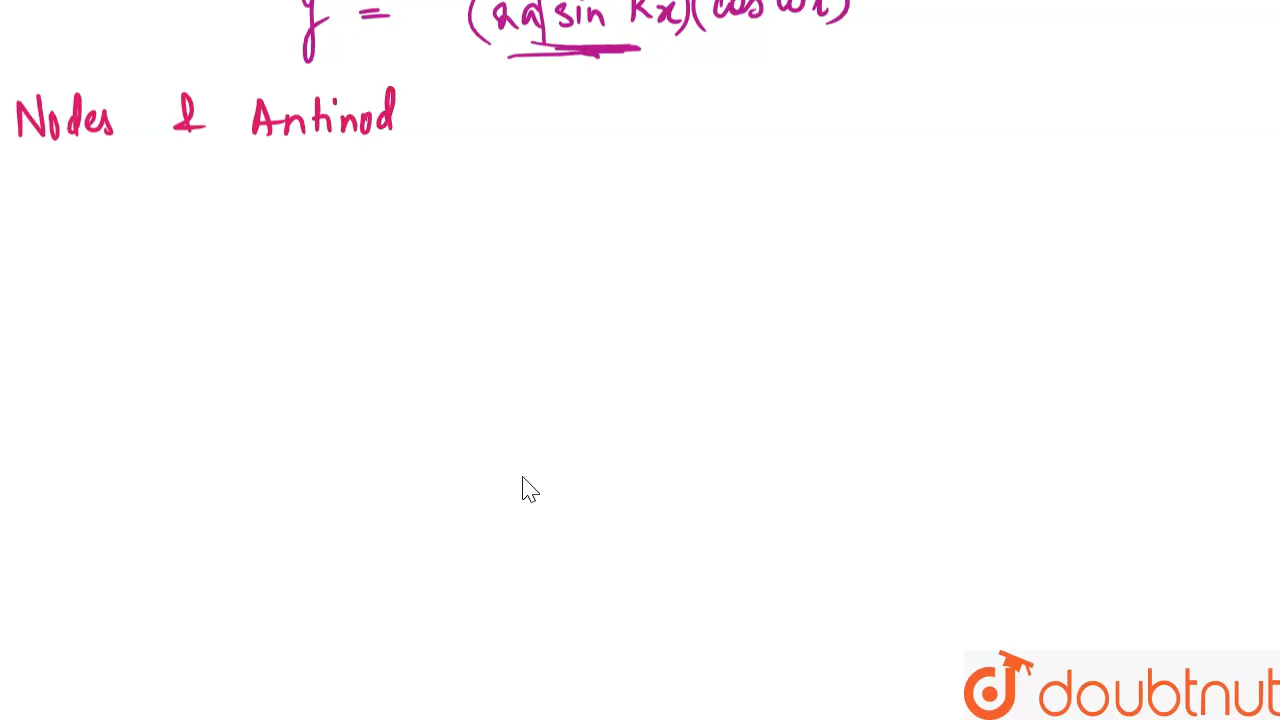 y = (2a sin kx)(cos ωt)
Nodes & Antinod
doubtnut